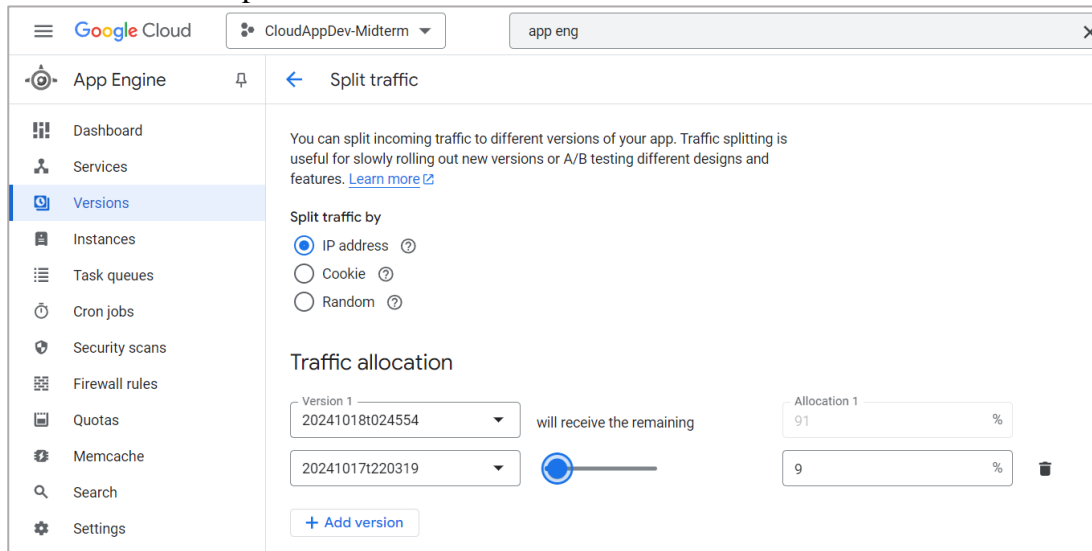 Google Cloud
CloudAppDev-Midterm
app eng
App Engine
Split traffic
Dashboard
Services
Versions
Instances
Task queues
Cron jobs
Security scans
Firewall rules
Quotas
Memcache
Search
Settings
You can split incoming traffic to different versions of your app. Traffic splitting is
useful for slowly rolling out new versions or A/B testing different designs and
features. Learn more
Split traffic by
IP address
Cookie
Random
Traffic allocation
Version 1
20241018t024554
will receive the remaining
Allocation 1
91 %
20241017t220319
9 %
+ Add version